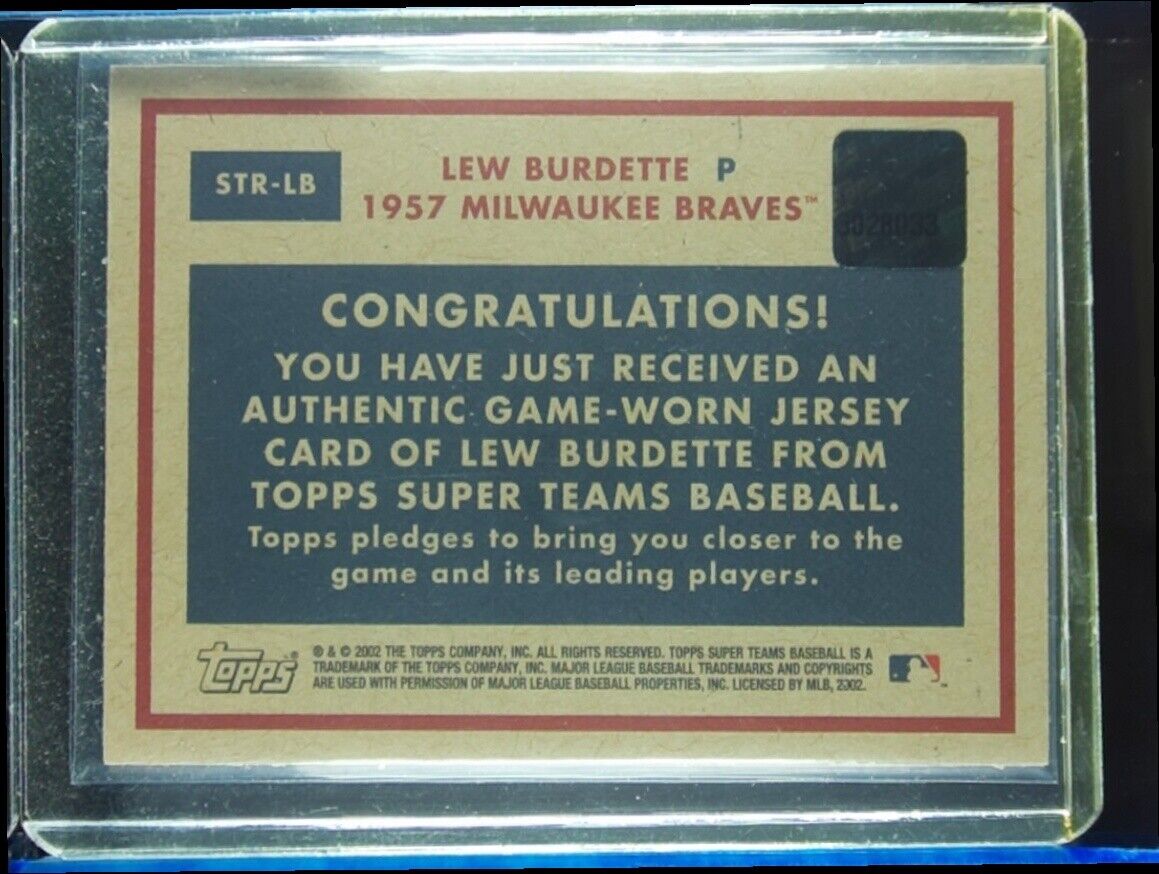 STR-LB
LEW BURDETTE P
1957 MILWAUKEE BRAVES™
CONGRATULATIONS!
YOU HAVE JUST RECEIVED AN
AUTHENTIC GAME-WORN JERSEY
CARD OF LEW BURDETTE FROM
TOPPS SUPER TEAMS BASEBALL.
Topps pledges to bring you closer to the
game and its leading players.
Topps®
® & © 2002 THE TOPPS COMPANY, INC. ALL RIGHTS RESERVED. TOPPS SUPER TEAMS BASEBALL IS A
TRADEMARK OF THE TOPPS COMPANY, INC. MAJOR LEAGUE BASEBALL TRADEMARKS AND COPYRIGHTS
ARE USED WITH PERMISSION OF MAJOR LEAGUE BASEBALL PROPERTIES, INC. LICENSED BY MLB, 2002.